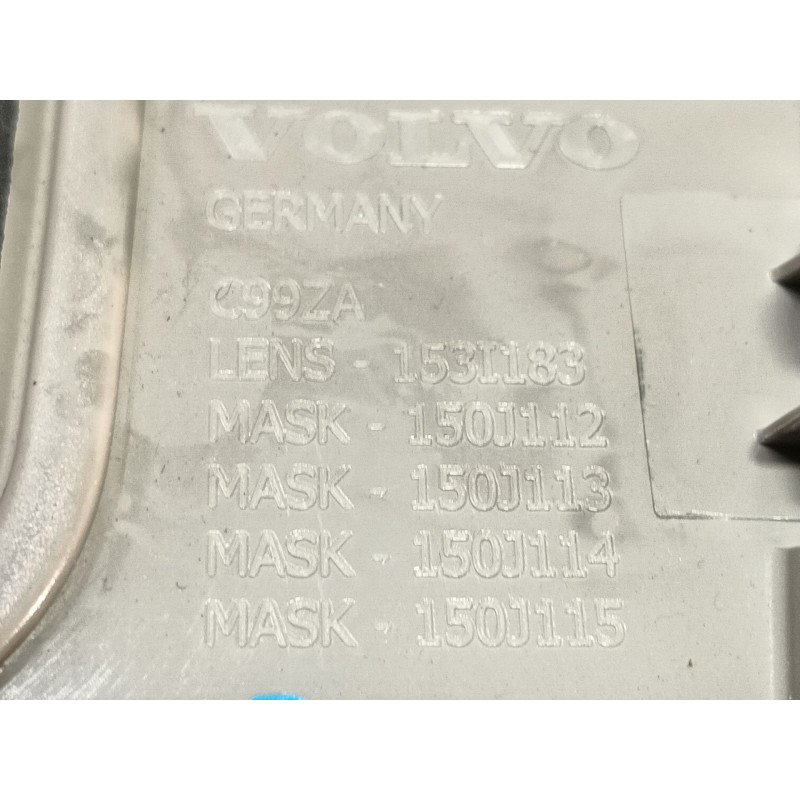 VOLVO
GERMANY
C99ZA
LENS - 153I183
MASK - 150J112
MASK - 150J113
MASK - 150J114
MASK - 150J115